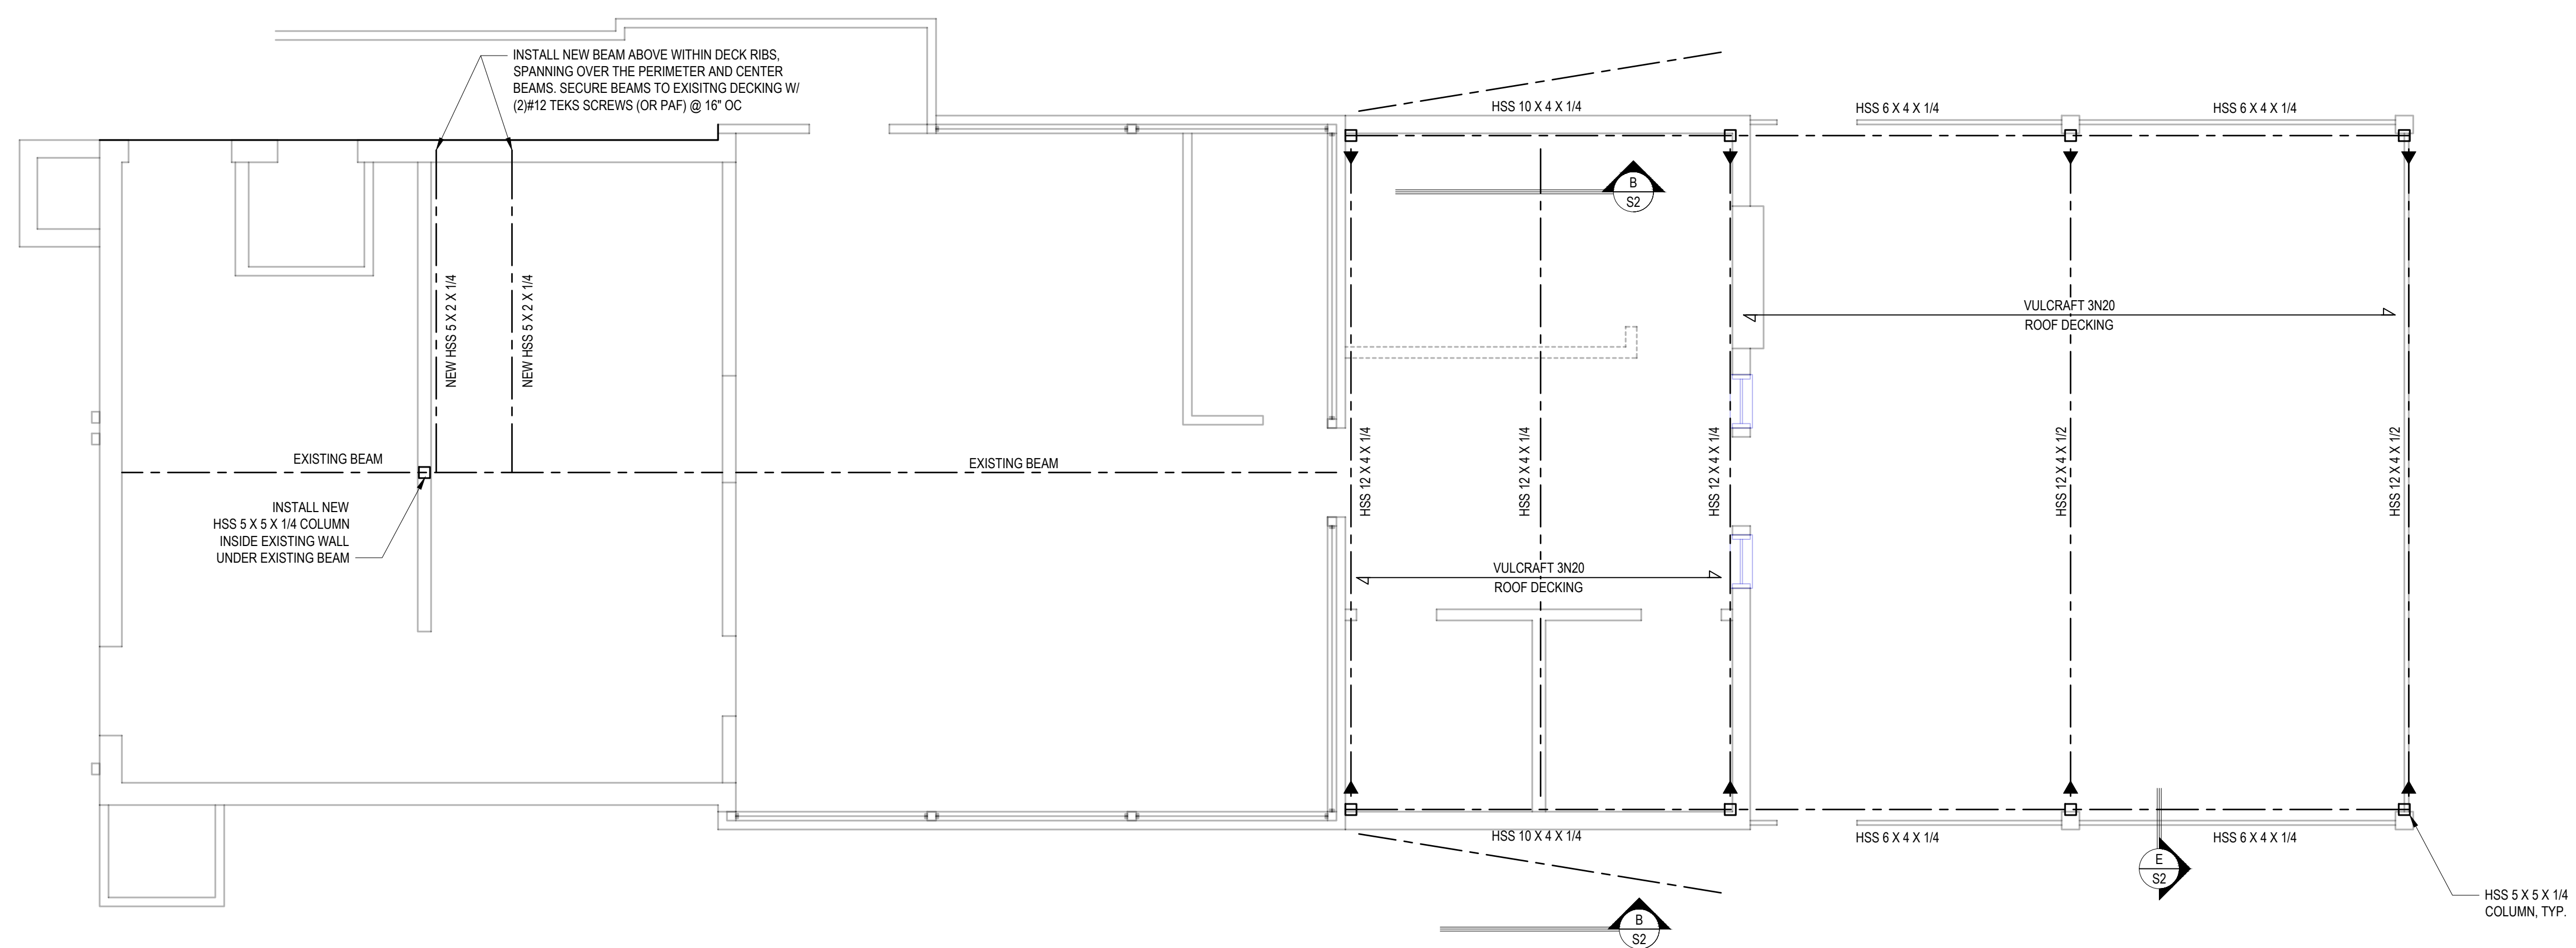 INSTALL NEW BEAM ABOVE WITHIN DECK RIBS,
SPANNING OVER THE PERIMETER AND CENTER
BEAMS. SECURE BEAMS TO EXISITNG DECKING W/
(2)#12 TEKS SCREWS (OR PAF) @ 16" OC
HSS 10 X 4 X 1/4
HSS 6 X 4 X 1/4
HSS 6 X 4 X 1/4
B
S2
NEW HSS 5 X 2 X 1/4
NEW HSS 5 X 2 X 1/4
VULCRAFT 3N20
ROOF DECKING
EXISTING BEAM
EXISTING BEAM
HSS 12 X 4 X 1/4
HSS 12 X 4 X 1/4
HSS 12 X 4 X 1/4
HSS 12 X 4 X 1/2
HSS 12 X 4 X 1/2
INSTALL NEW
HSS 5 X 5 X 1/4 COLUMN
INSIDE EXISTING WALL
UNDER EXISTING BEAM
VULCRAFT 3N20
ROOF DECKING
HSS 10 X 4 X 1/4
HSS 6 X 4 X 1/4
HSS 6 X 4 X 1/4
E
S2
HSS 5 X 5 X 1/4
COLUMN, TYP.
B
S2